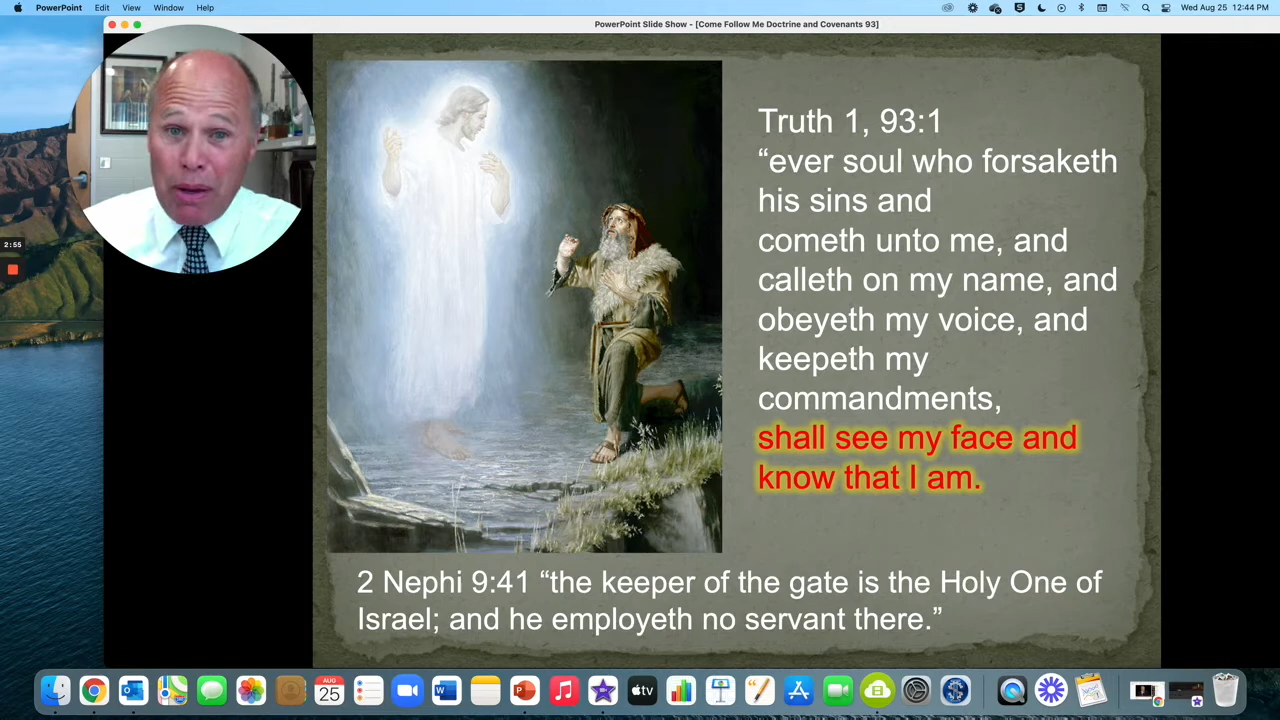 PowerPoint Edit View Window Help
Wed Aug 25 12:44 PM
PowerPoint Slide Show - [Come Follow Me Doctrine and Covenants 93]
2:55
Truth 1, 93:1
“ever soul who forsaketh
his sins and
cometh unto me, and
calleth on my name, and
obeyeth my voice, and
keepeth my
commandments,
shall see my face and
know that I am.
2 Nephi 9:41 “the keeper of the gate is the Holy One of
Israel; and he employeth no servant there.”
AUG
25
tv